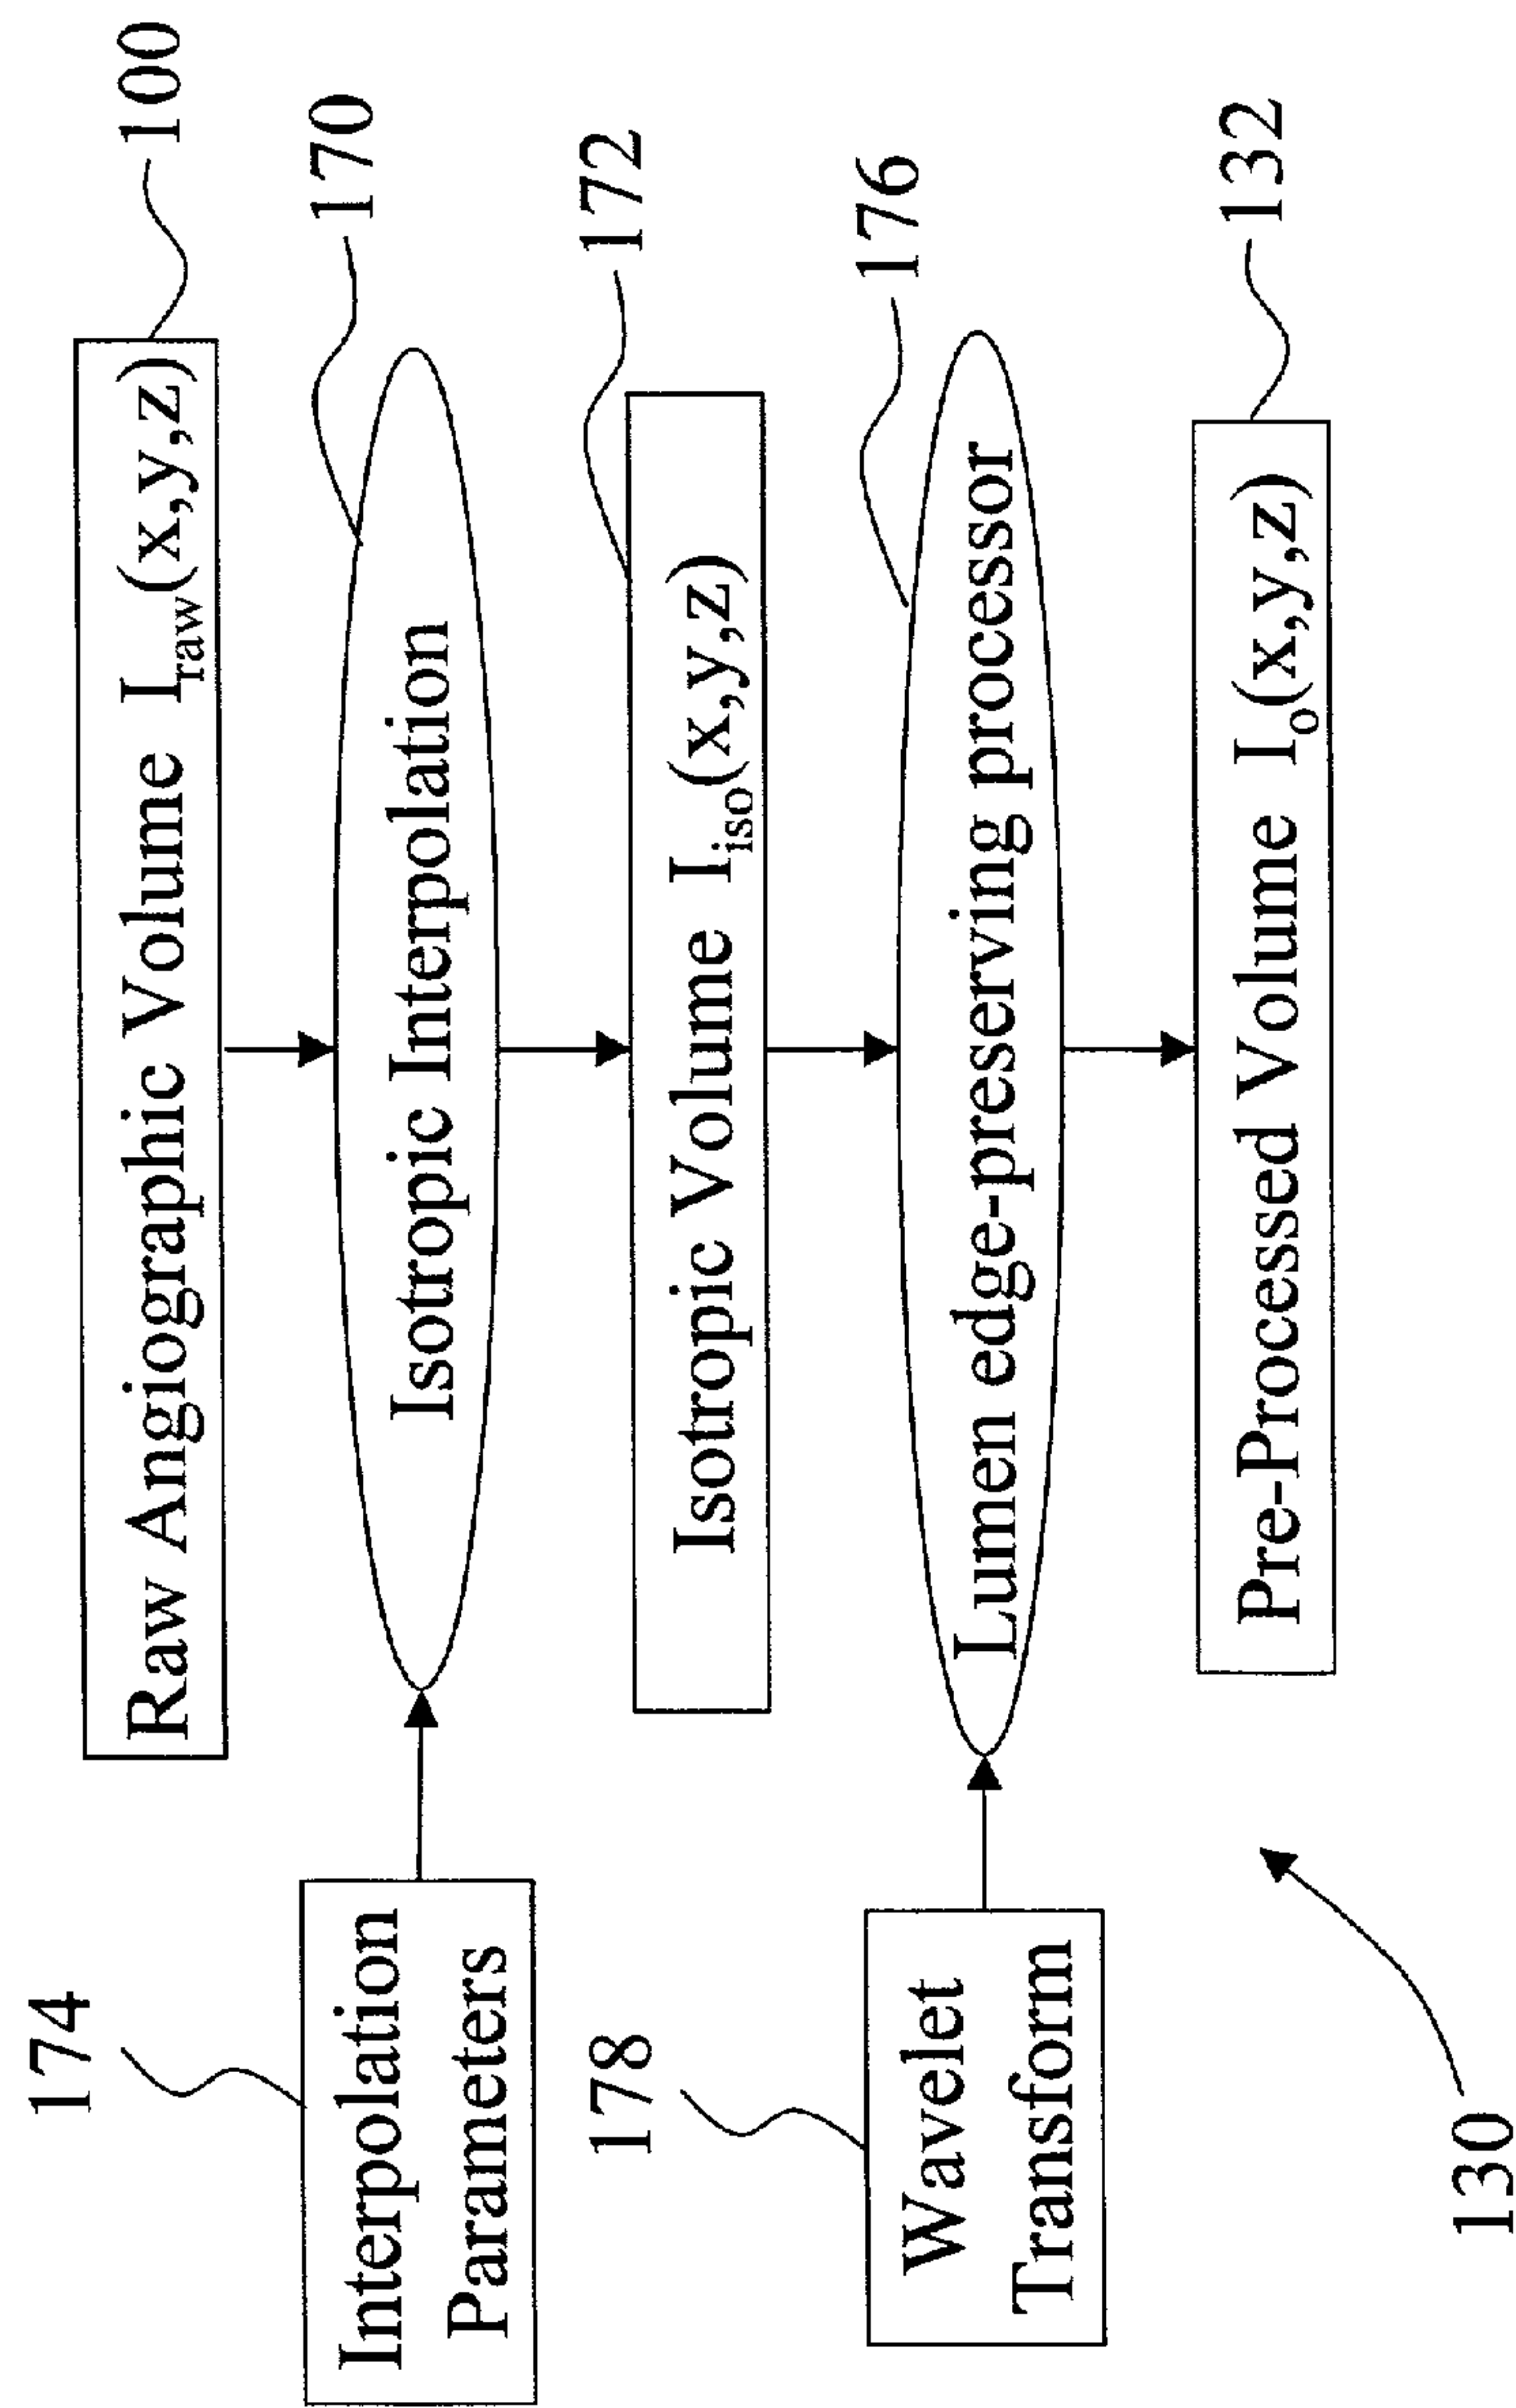 Raw Angiographic Volume I_raw(x,y,z)
100
174
Interpolation
Parameters
Isotropic Interpolation
170
Isotropic Volume I_iso(x,y,z)
172
178
Wavelet
Transform
Lumen edge-preserving processor
176
Pre-Processed Volume I_o(x,y,z)
132
130